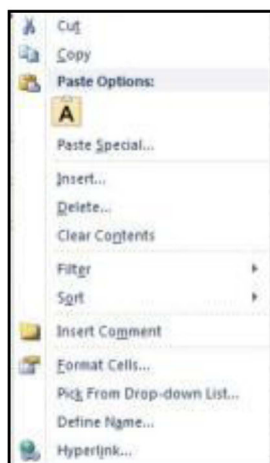 Cut
Copy
Paste Options:
A
Paste Special...
Insert...
Delete...
Clear Contents
Filter
Sort
Insert Comment
Format Cells...
Pick From Drop-down List...
Define Name...
Hyperlink...